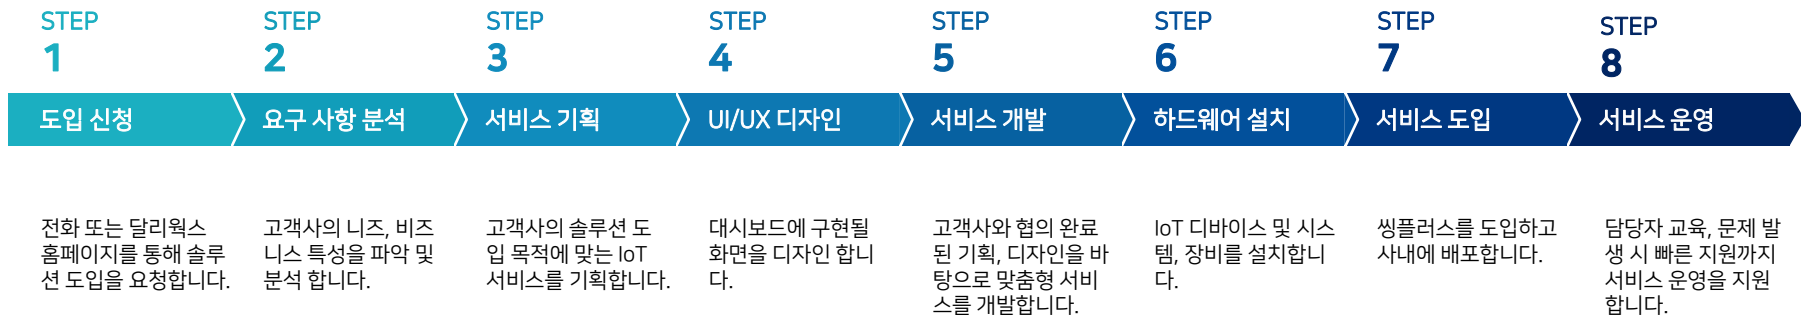 STEP
1
STEP
2
STEP
3
STEP
4
STEP
5
STEP
6
STEP
7
STEP
8
도입 신청
요구 사항 분석
서비스 기획
UI/UX 디자인
서비스 개발
하드웨어 설치
서비스 도입
서비스 운영
전화 또는 달리웍스
홈페이지를 통해 솔루
션 도입을 요청합니다.
고객사의 니즈, 비즈
니스 특성을 파악 및
분석 합니다.
고객사의 솔루션 도
입 목적에 맞는 IoT
서비스를 기획합니다.
대시보드에 구현될
화면을 디자인 합니
다.
고객사와 협의 완료
된 기획, 디자인을 바
탕으로 맞춤형 서비
스를 개발합니다.
IoT 디바이스 및 시스
템, 장비를 설치합니
다.
씽플러스를 도입하고
사내에 배포합니다.
담당자 교육, 문제 발
생 시 빠른 지원까지
서비스 운영을 지원
합니다.